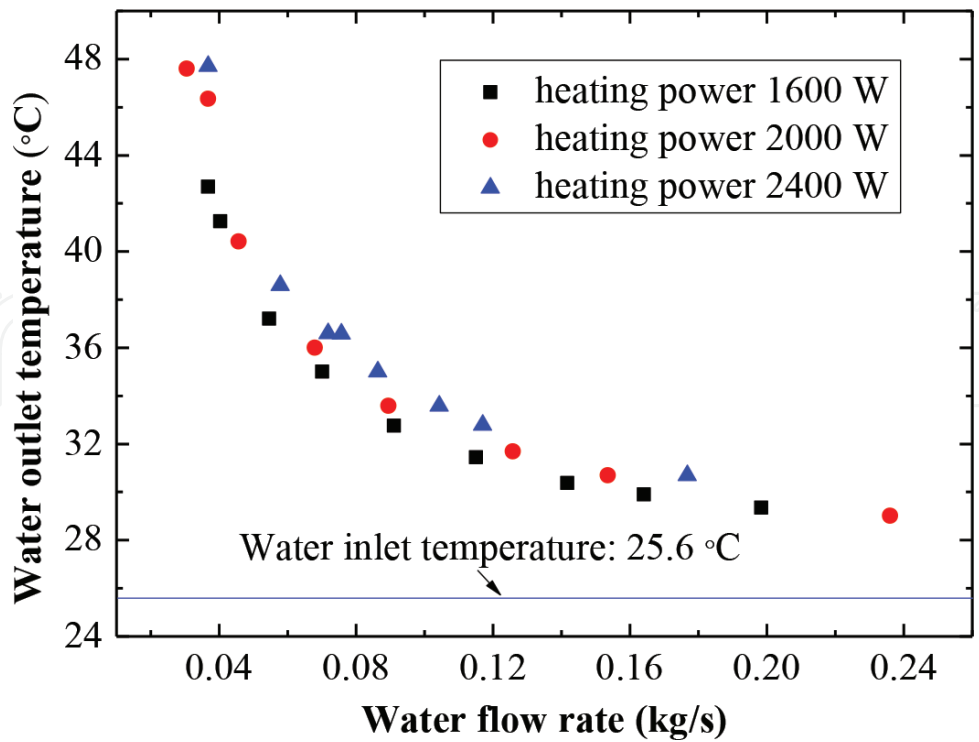 48
44
40
36
32
28
24
Water outlet temperature (°C)
heating power 1600 W
heating power 2000 W
heating power 2400 W
Water inlet temperature: 25.6 °C
0.04 0.08 0.12 0.16 0.20 0.24
Water flow rate (kg/s)